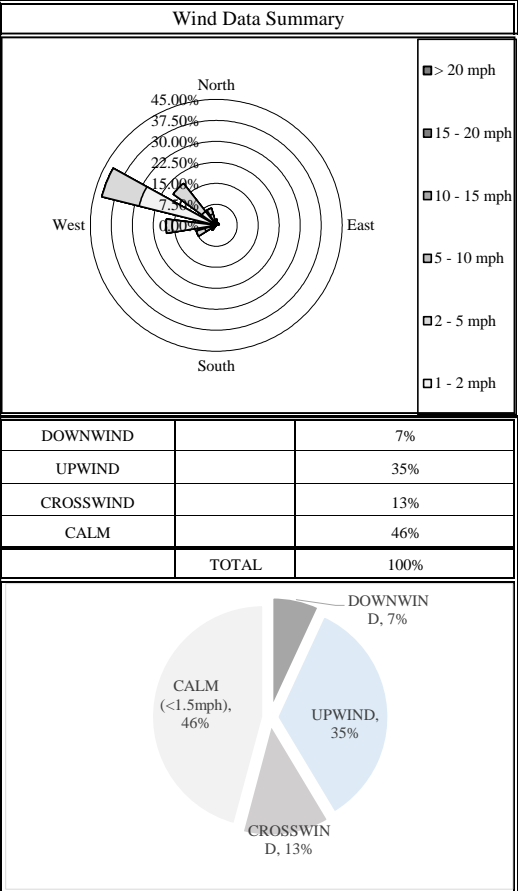 Wind Data Summary
North
45.00%
37.50%
30.00%
22.50%
15.00%
7.50%
0.00%
West
East
South
> 20 mph
15 - 20 mph
10 - 15 mph
5 - 10 mph
2 - 5 mph
1 - 2 mph
DOWNWIND 7%
UPWIND 35%
CROSSWIND 13%
CALM 46%
TOTAL 100%
DOWNWIN
D, 7%
CALM
(<1.5mph),
46%
UPWIND,
35%
CROSSWIN
D, 13%